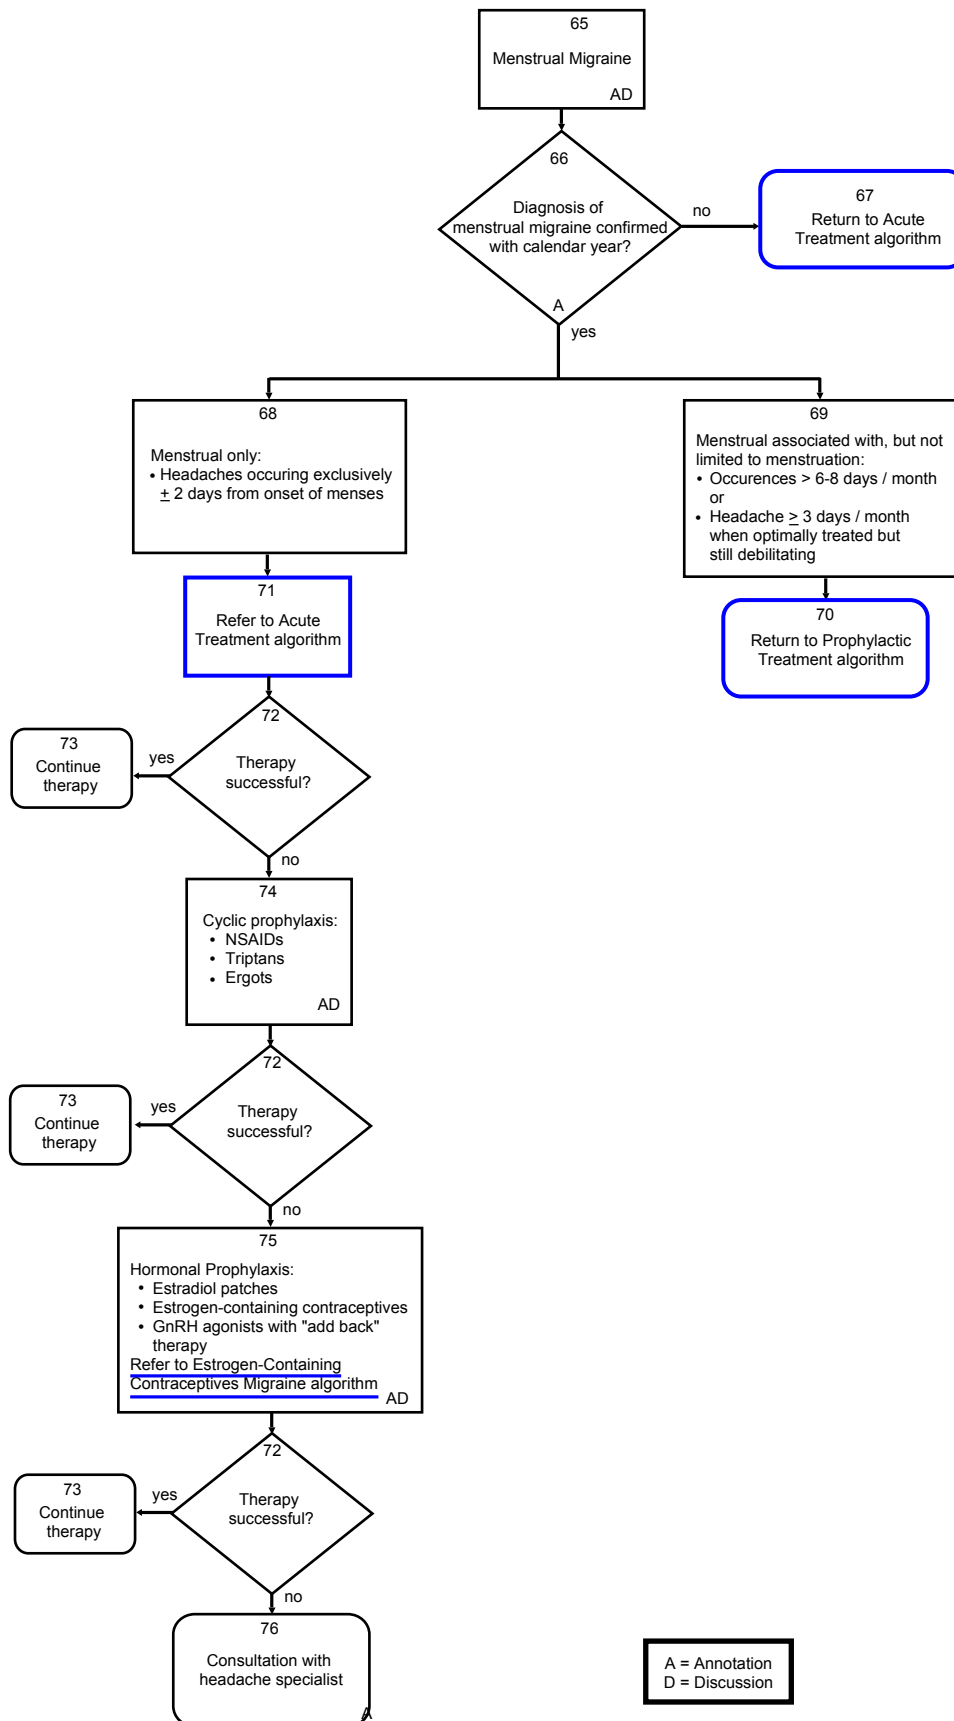 65
Menstrual Migraine
AD
66
Diagnosis of
menstrual migraine confirmed
with calendar year?
A
no
67
Return to Acute
Treatment algorithm
yes
68
Menstrual only:
• Headaches occuring exclusively
+ 2 days from onset of menses
69
Menstrual associated with, but not
limited to menstruation:
• Occurences > 6-8 days / month
or
• Headache > 3 days / month
when optimally treated but
still debilitating
71
Refer to Acute
Treatment algorithm
70
Return to Prophylactic
Treatment algorithm
72
Therapy
successful?
yes
73
Continue
therapy
no
74
Cyclic prophylaxis:
• NSAIDs
• Triptans
• Ergots
AD
72
Therapy
successful?
yes
73
Continue
therapy
no
75
Hormonal Prophylaxis:
• Estradiol patches
• Estrogen-containing contraceptives
• GnRH agonists with "add back"
therapy
Refer to Estrogen-Containing
Contraceptives Migraine algorithm
AD
72
Therapy
successful?
yes
73
Continue
therapy
no
76
Consultation with
headache specialist
A
A = Annotation
D = Discussion